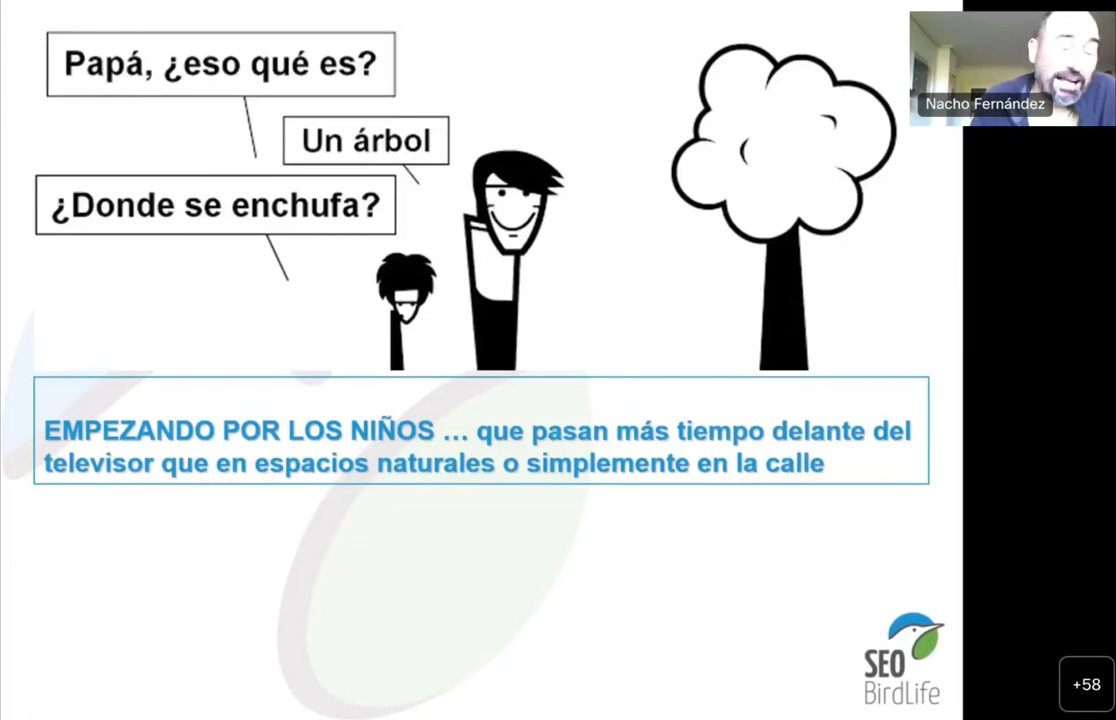 Papá, ¿eso qué es?
Un árbol
¿Donde se enchufa?
Nacho Fernández
EMPEZANDO POR LOS NIÑOS ... que pasan más tiempo delante del
televisor que en espacios naturales o simplemente en la calle
SEO
BirdLife
+58